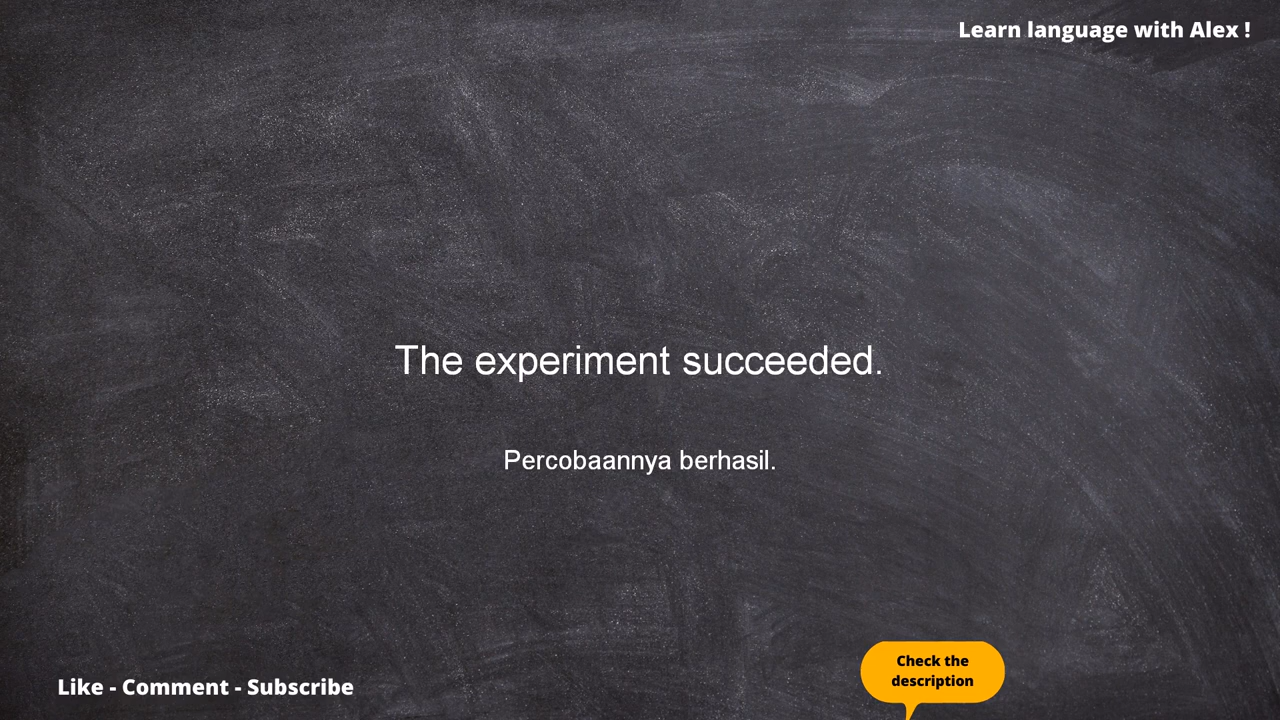 Learn language with Alex !
The experiment succeeded.
Percobaannya berhasil.
Like - Comment - Subscribe
Check the
description